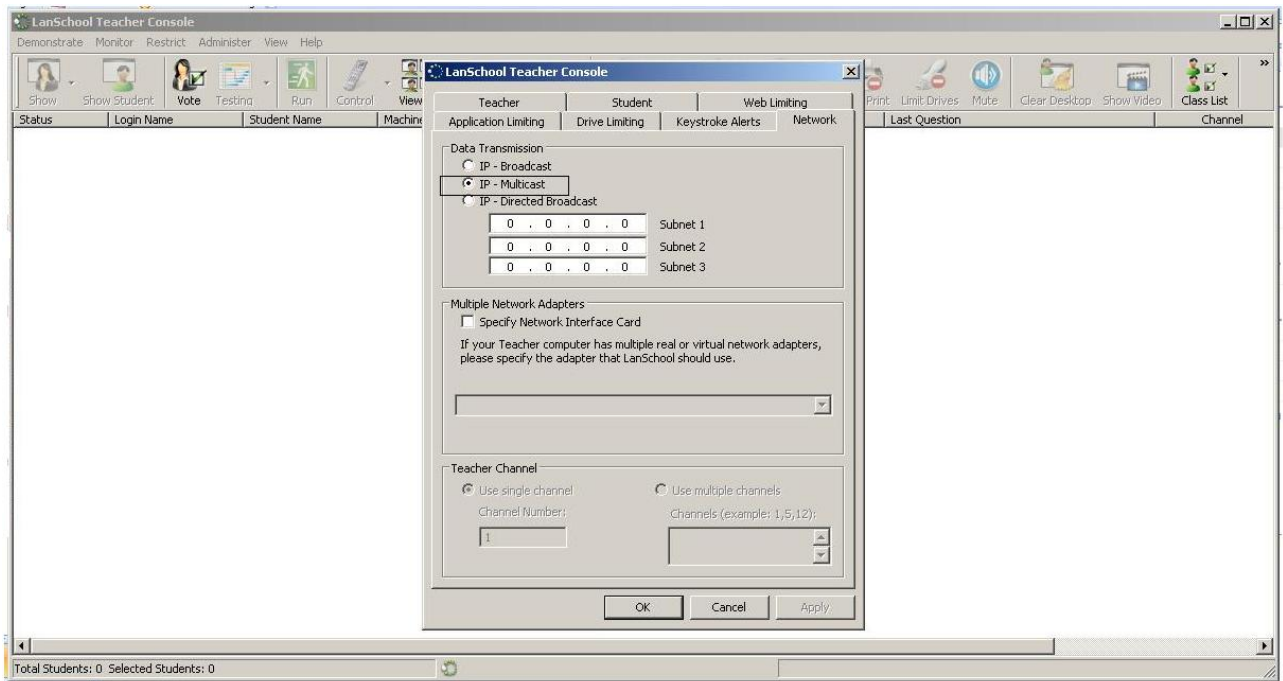 LanSchool Teacher Console
Demonstrate Monitor Restrict Administer View Help
Show Show Student Vote Testing Run Control View Print Limit Drives Mute Clear Desktop Show Video Class List »
Status Login Name Student Name Machine Last Question Channel
LanSchool Teacher Console
Teacher Student Web Limiting
Application Limiting Drive Limiting Keystroke Alerts Network
Data Transmission
IP - Broadcast
IP - Multicast
IP - Directed Broadcast
0 . 0 . 0 . 0 Subnet 1
0 . 0 . 0 . 0 Subnet 2
0 . 0 . 0 . 0 Subnet 3
Multiple Network Adapters
Specify Network Interface Card
If your Teacher computer has multiple real or virtual network adapters,
please specify the adapter that LanSchool should use.
Teacher Channel
Use single channel Use multiple channels
Channel Number: Channels (example: 1,5,12):
1
OK Cancel Apply
Total Students: 0 Selected Students: 0